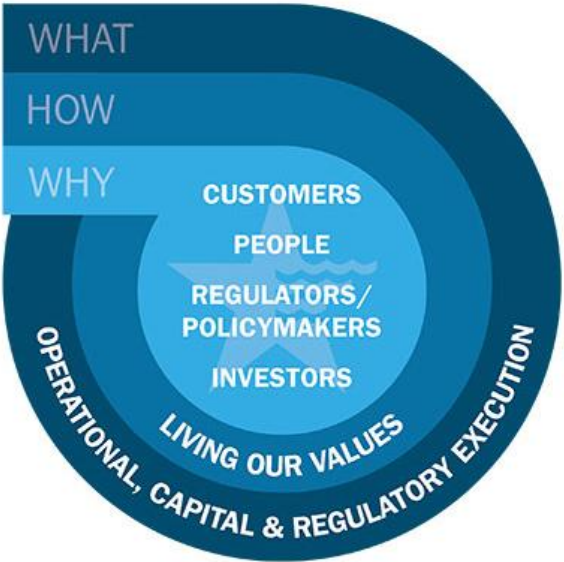 WHAT
HOW
WHY
CUSTOMERS
PEOPLE
REGULATORS/
POLICYMAKERS
INVESTORS
LIVING OUR VALUES
OPERATIONAL, CAPITAL & REGULATORY EXECUTION